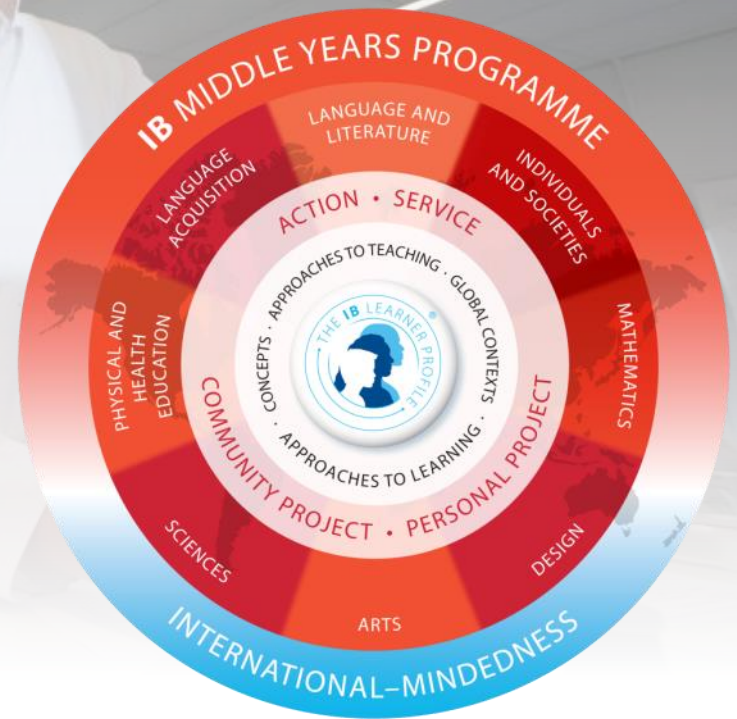 IB MIDDLE YEARS PROGRAMME
LANGUAGE AND
LITERATURE
INDIVIDUALS
AND SOCIETIES
MATHEMATICS
DESIGN
ARTS
SCIENCES
PHYSICAL AND
HEALTH
EDUCATION
LANGUAGE
ACQUISITION
ACTION • SERVICE
PERSONAL PROJECT
•
COMMUNITY PROJECT
APPROACHES TO TEACHING · GLOBAL CONTEXTS ·
APPROACHES TO LEARNING
· CONCEPTS ·
THE IB LEARNER PROFILE
®
INTERNATIONAL–MINDEDNESS